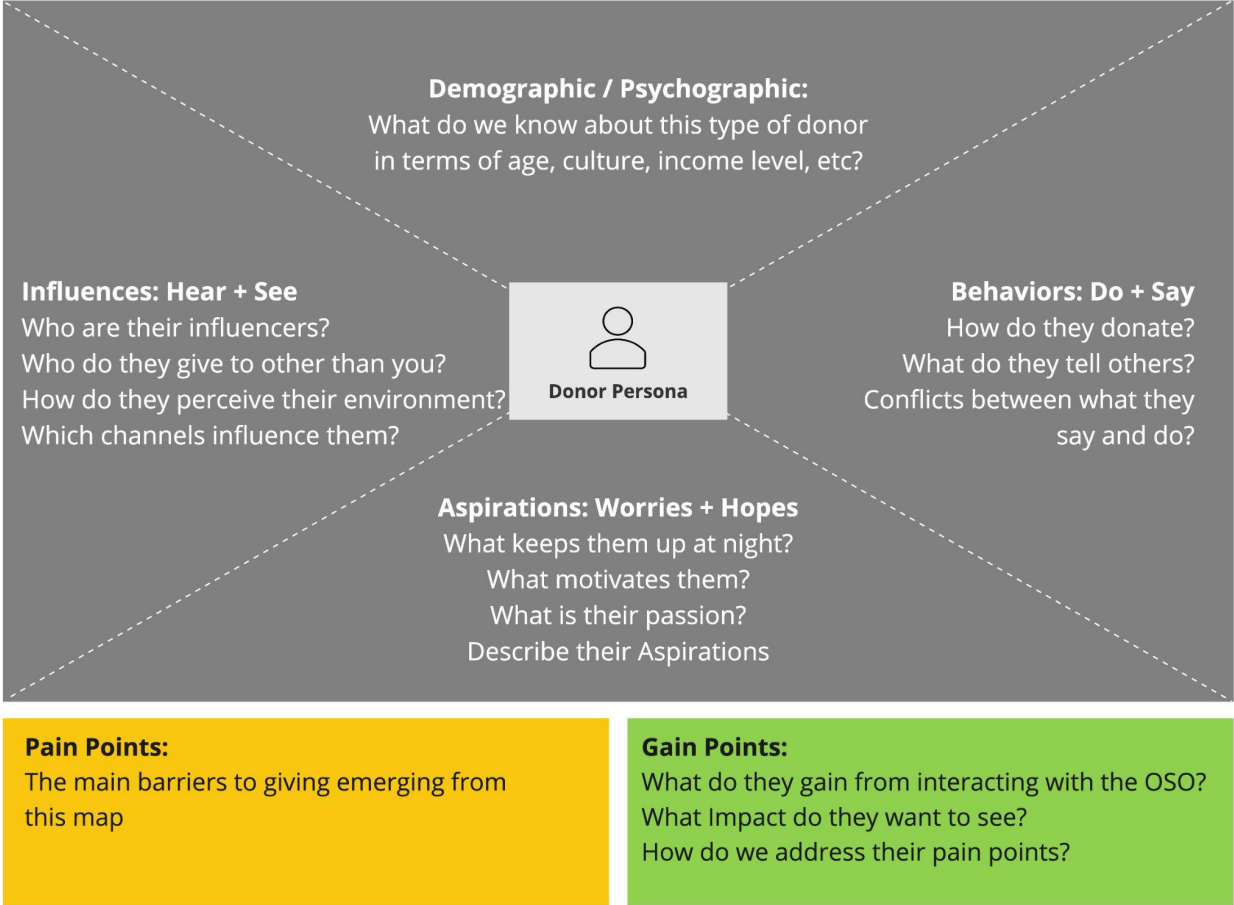 Demographic / Psychographic:
What do we know about this type of donor
in terms of age, culture, income level, etc?
Influences: Hear + See
Who are their influencers?
Who do they give to other than you?
How do they perceive their environment?
Which channels influence them?
Donor Persona
Behaviors: Do + Say
How do they donate?
What do they tell others?
Conflicts between what they
say and do?
Aspirations: Worries + Hopes
What keeps them up at night?
What motivates them?
What is their passion?
Describe their Aspirations
Pain Points:
The main barriers to giving emerging from
this map
Gain Points:
What do they gain from interacting with the OSO?
What Impact do they want to see?
How do we address their pain points?